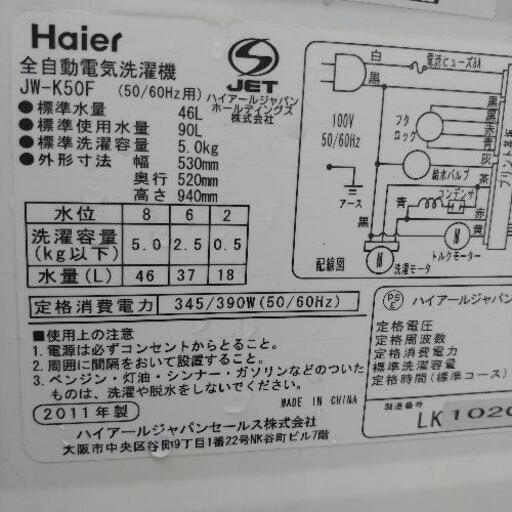 Haier
全自動電気洗濯機
JW-K50F (50/60Hz用)
JET
ハイアールジャパン
ホールディングス
株式会社
●標準水量 46L
●標準使用水量 90L
●標準洗濯容量 5.0kg
●外形寸法 幅 530mm
奥行 520mm
高さ 940mm
水位 8 6 2
洗濯容量(kg以下) 5.0 2.5 0.5
水量(L) 46 37 18
定格消費電力 345/390W(50/60Hz)
■使用上の注意
1. 電源は必ずコンセントからとること。
2. 周囲に間隔をおいて設置すること。
3. ベンジン・灯油・シンナー・ガソリンなどのついた
ものは、洗濯や脱水をしないでください。
2011年製
MADE IN CHINA
ハイアールジャパンセールス株式会社
大阪市中央区谷町9丁目1番22号NK谷町ビル7階
白
電流ヒューズ8A
黒
100V
50/60Hz
フタ
ロック
黒
黒
赤
青
灰
給水バルブ
茶
アース
コンデンサ
青
赤
黒
黄
M
M
配線図
洗濯モータ
トルクモーター
PS
E
ハイアールジャパン
定格電圧
定格周波数
定格消費電力
標準洗濯容量
定格時間(標準コース)
製造番号
LK 1020